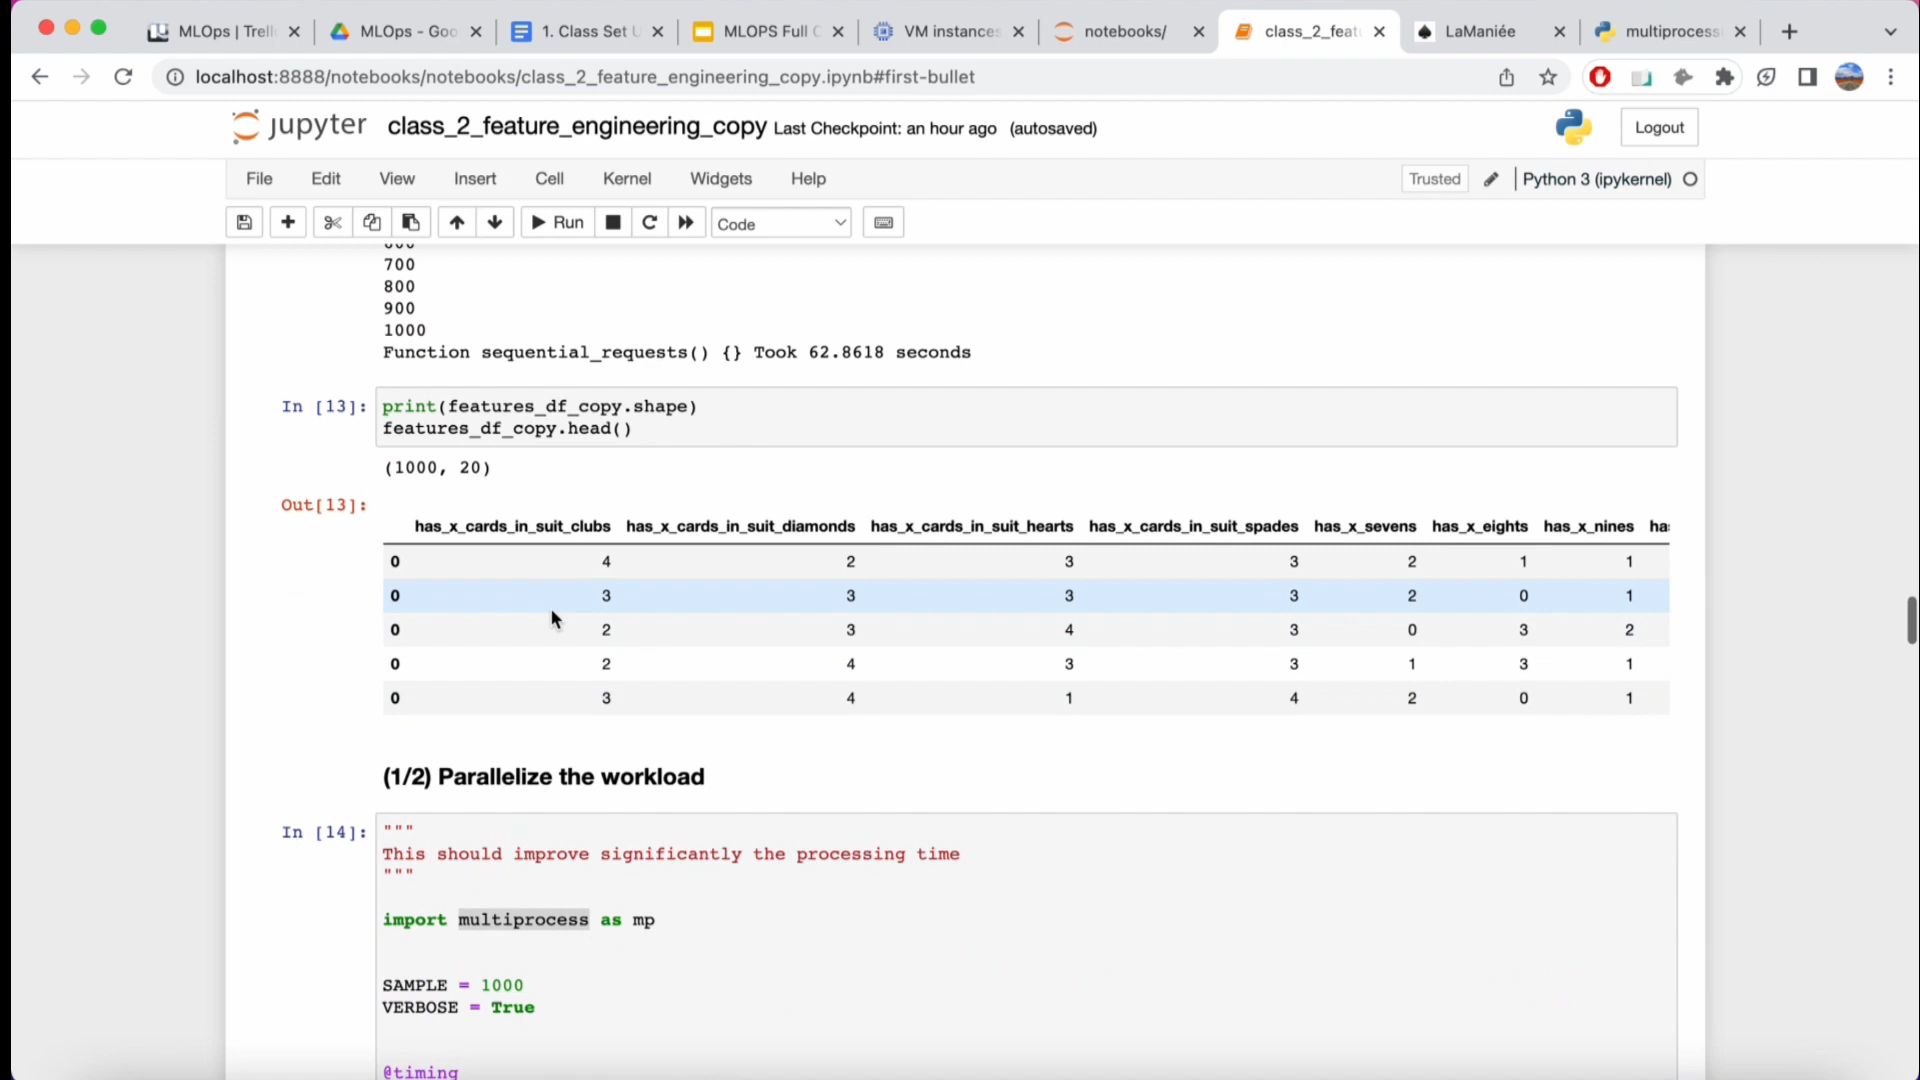 MLOps | Trell
MLOps - Goo
1. Class Set U
MLOPS Full C
VM instances
notebooks/
class_2_feat
LaManiée
multiprocess
localhost:8888/notebooks/notebooks/class_2_feature_engineering_copy.ipynb#first-bullet
jupyter class_2_feature_engineering_copy Last Checkpoint: an hour ago (autosaved)
Logout
File Edit View Insert Cell Kernel Widgets Help
Trusted Python 3 (ipykernel)
Run Code
700
800
900
1000
Function sequential_requests() {} Took 62.8618 seconds
In [13]: print(features_df_copy.shape)
features_df_copy.head()
(1000, 20)
Out[13]:
has_x_cards_in_suit_clubs has_x_cards_in_suit_diamonds has_x_cards_in_suit_hearts has_x_cards_in_suit_spades has_x_sevens has_x_eights has_x_nines ha
0 4 2 3 3 2 1 1
0 3 3 3 3 2 0 1
0 2 3 4 3 0 3 2
0 2 4 3 3 1 3 1
0 3 4 1 4 2 0 1
(1/2) Parallelize the workload
In [14]: """
This should improve significantly the processing time
"""
import multiprocess as mp
SAMPLE = 1000
VERBOSE = True
@timing